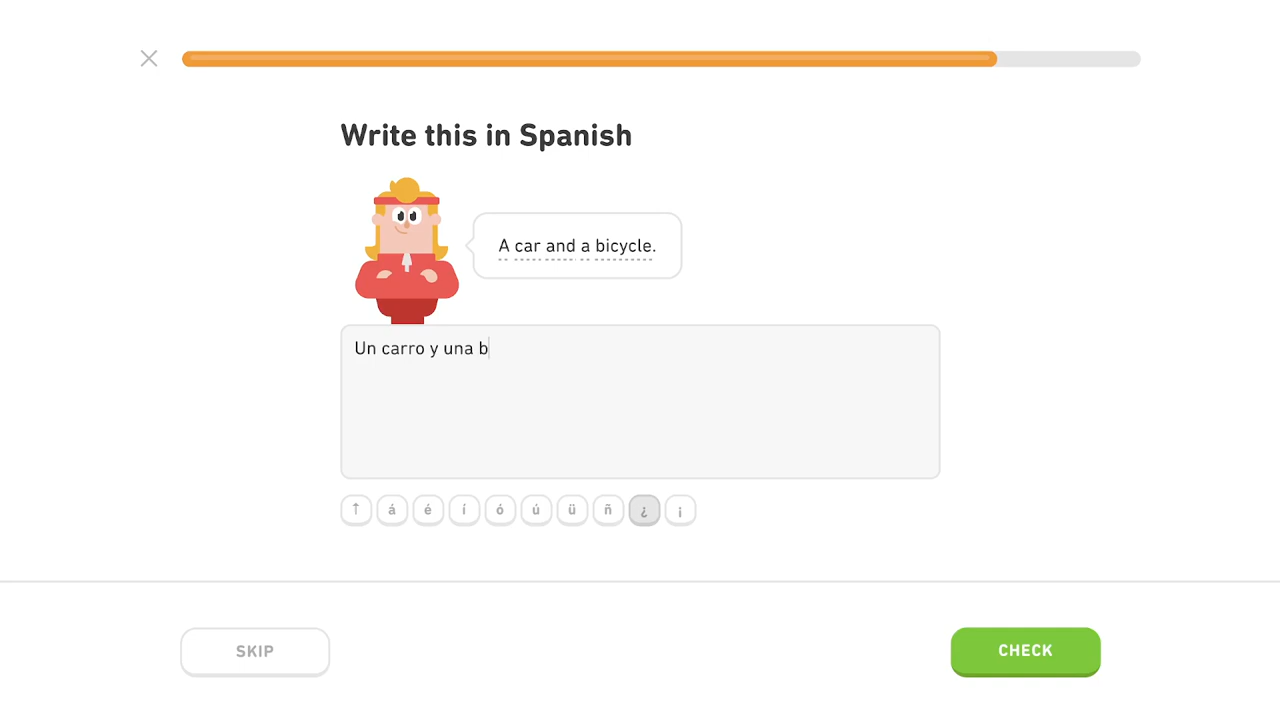 Write this in Spanish
A car and a bicycle.
Un carro y una b
↑ á é í ó ú ü ñ ¿ ¡
SKIP
CHECK